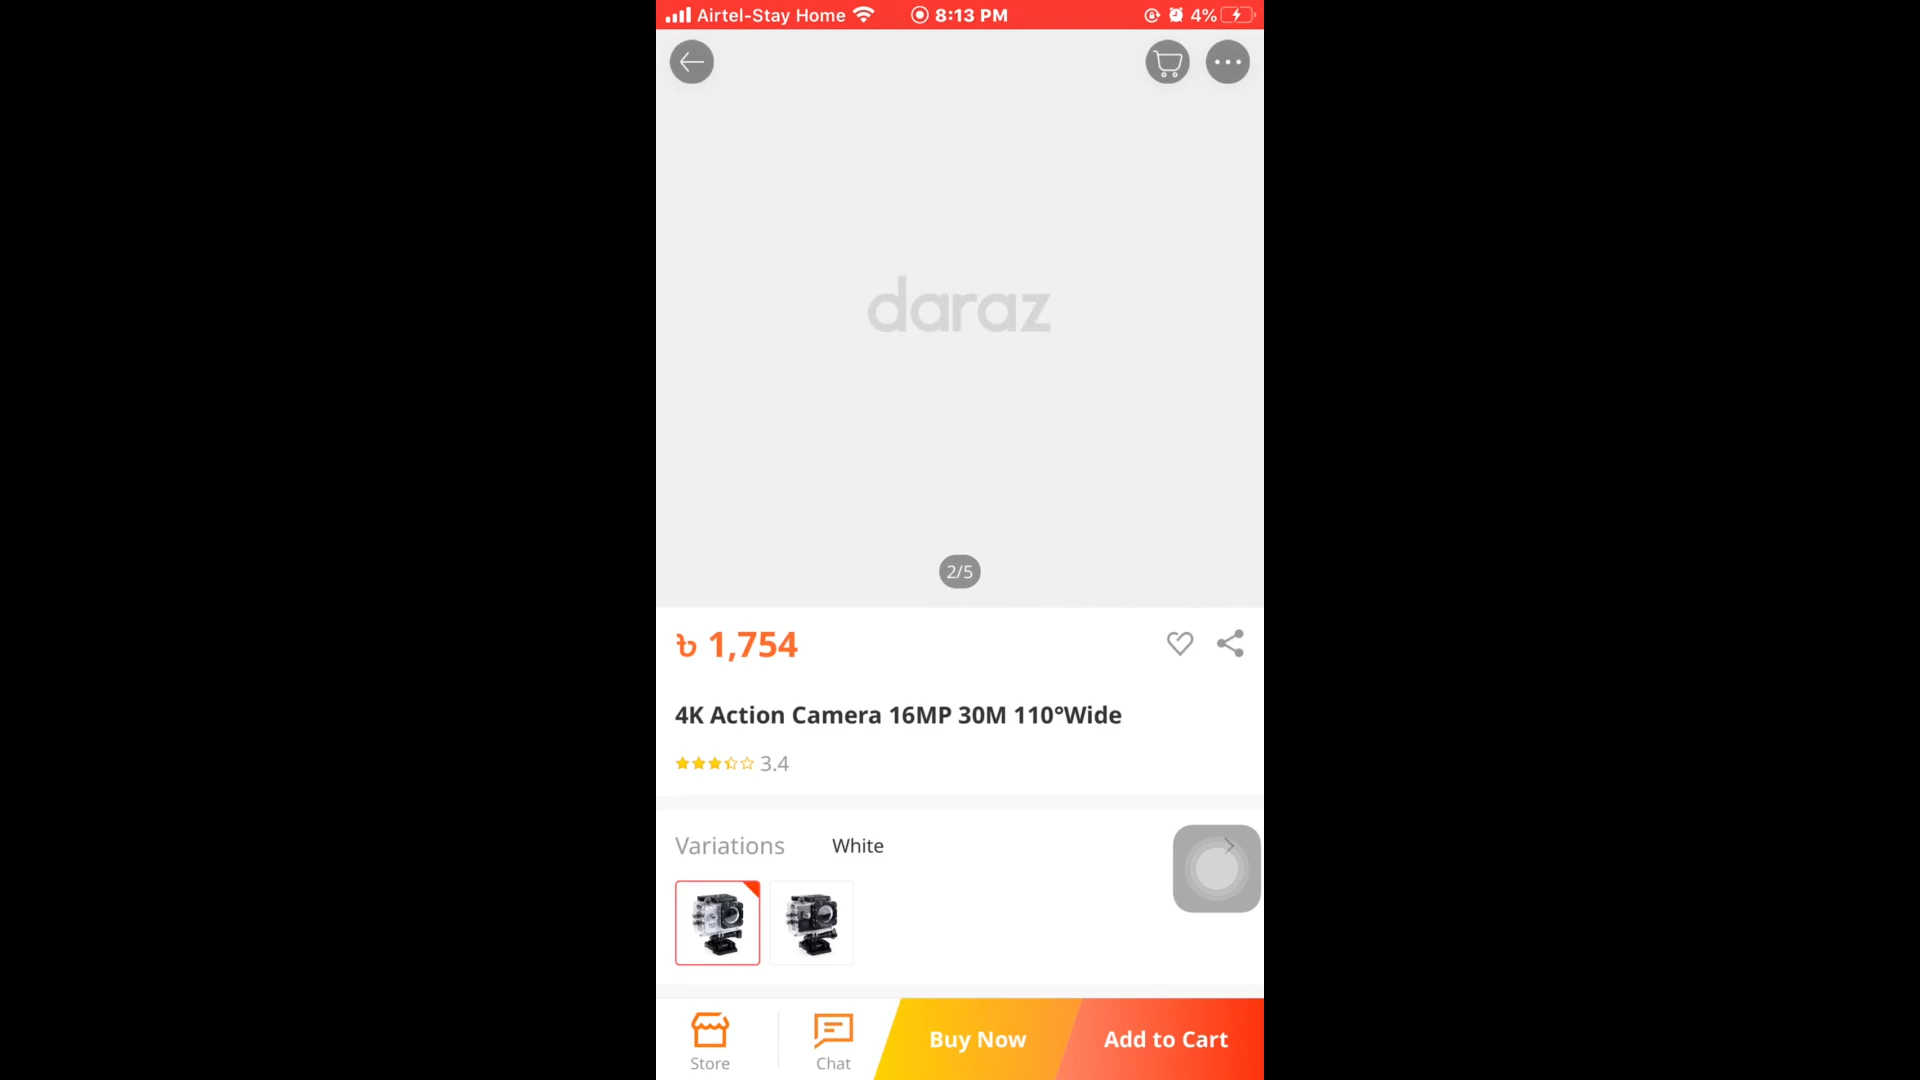 Airtel-Stay Home 8:13 PM 4%
daraz
2/5
৳ 1,754
4K Action Camera 16MP 30M 110°Wide
3.4
Variations White
Store Chat Buy Now Add to Cart